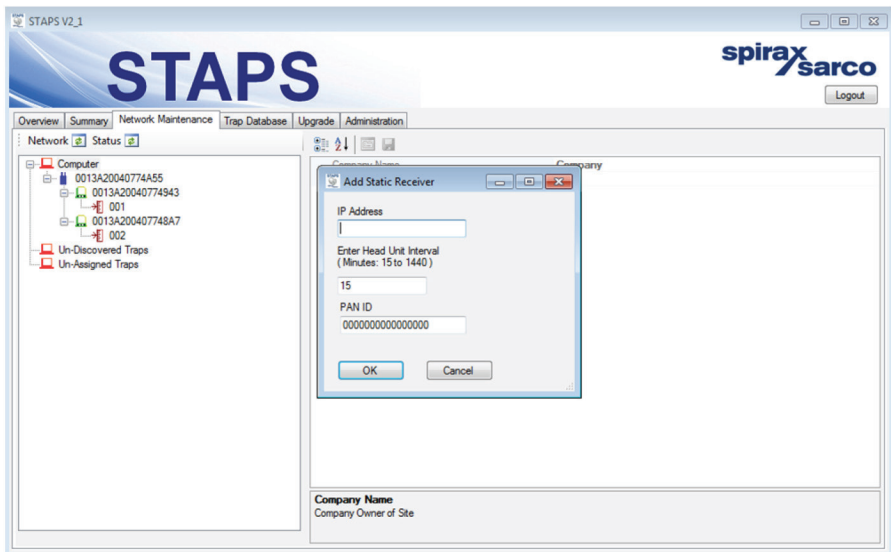 STAPS V2_1
STAPS
spirax
sarco
Logout
Overview Summary Network Maintenance Trap Database Upgrade Administration
Network Status
Computer
0013A20040774A55
0013A20040774943
001
0013A200407748A7
002
Un-Discovered Traps
Un-Assigned Traps
Company Name Company
Add Static Receiver
IP Address
Enter Head Unit Interval
( Minutes: 15 to 1440 )
15
PAN ID
0000000000000000
OK Cancel
Company Name
Company Owner of Site